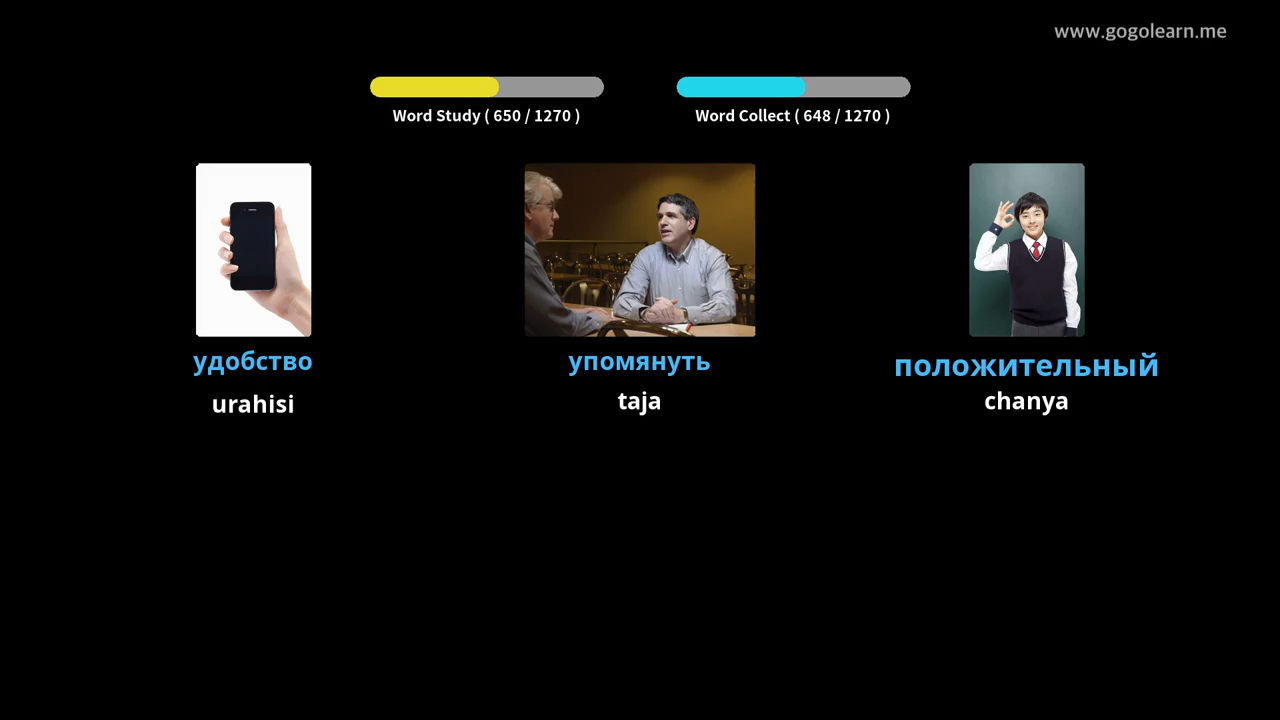 www.gogolearn.me
Word Study ( 650 / 1270 )
Word Collect ( 648 / 1270 )
удобство
urahisi
упомянуть
taja
положительный
chanya